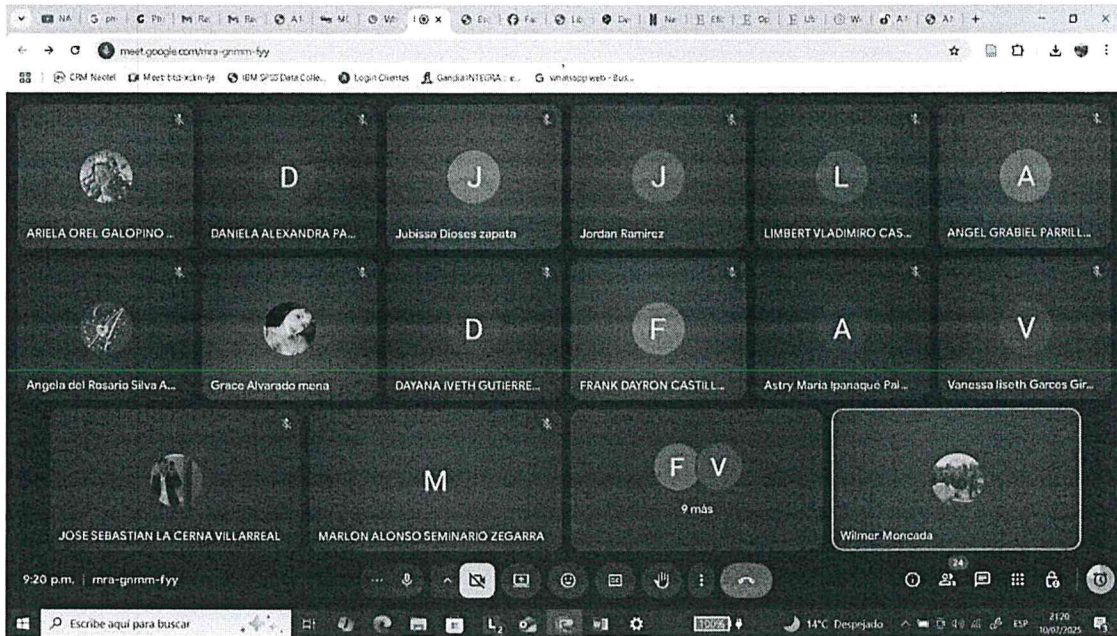 meet.google.com/mra-gnmm-fyy
CRM Neotel
IBM SPSS Data Colle...
Login Clientes
Gandia INTEGRA : e...
whatsapp web - Bus...
D
J
J
L
A
ARIELA OREL GALOPINO ...
DANIELA ALEXANDRA PA...
Jubissa Dioses zapata
Jordan Ramirez
LIMBERT VLADIMIRO CAS...
ANGEL GRABIEL PARRILL...
D
F
A
V
Angela del Rosario Silva A...
Grace Alvarado mena
DAYANA IVETH GUTIERRE...
FRANK DAYRON CASTILL...
Astry Maria Ipanaqué Pal...
Vanessa liseth Garces Gir...
M
F V
9 más
JOSE SEBASTIAN LA CERNA VILLARREAL
MARLON ALONSO SEMINARIO ZEGARRA
Wilmer Moncada
24
9:20 p.m. | mra-gnmm-fyy
Escribe aquí para buscar
100%
14°C Despejado
ESP
21:20
10/07/2025